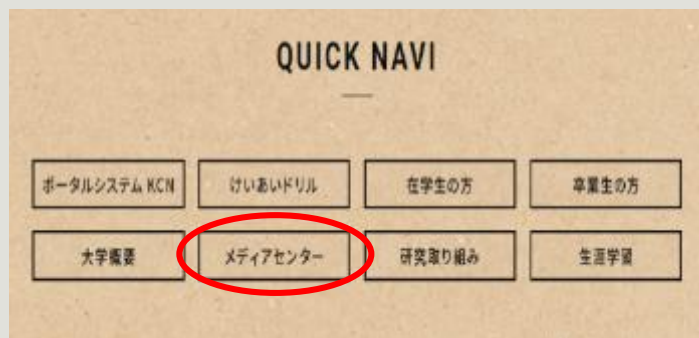 QUICK NAVI
ポータルシステム KCN
けいあいドリル
在学生の方
卒業生の方
大学概要
メディアセンター
研究取り組み
生涯学習